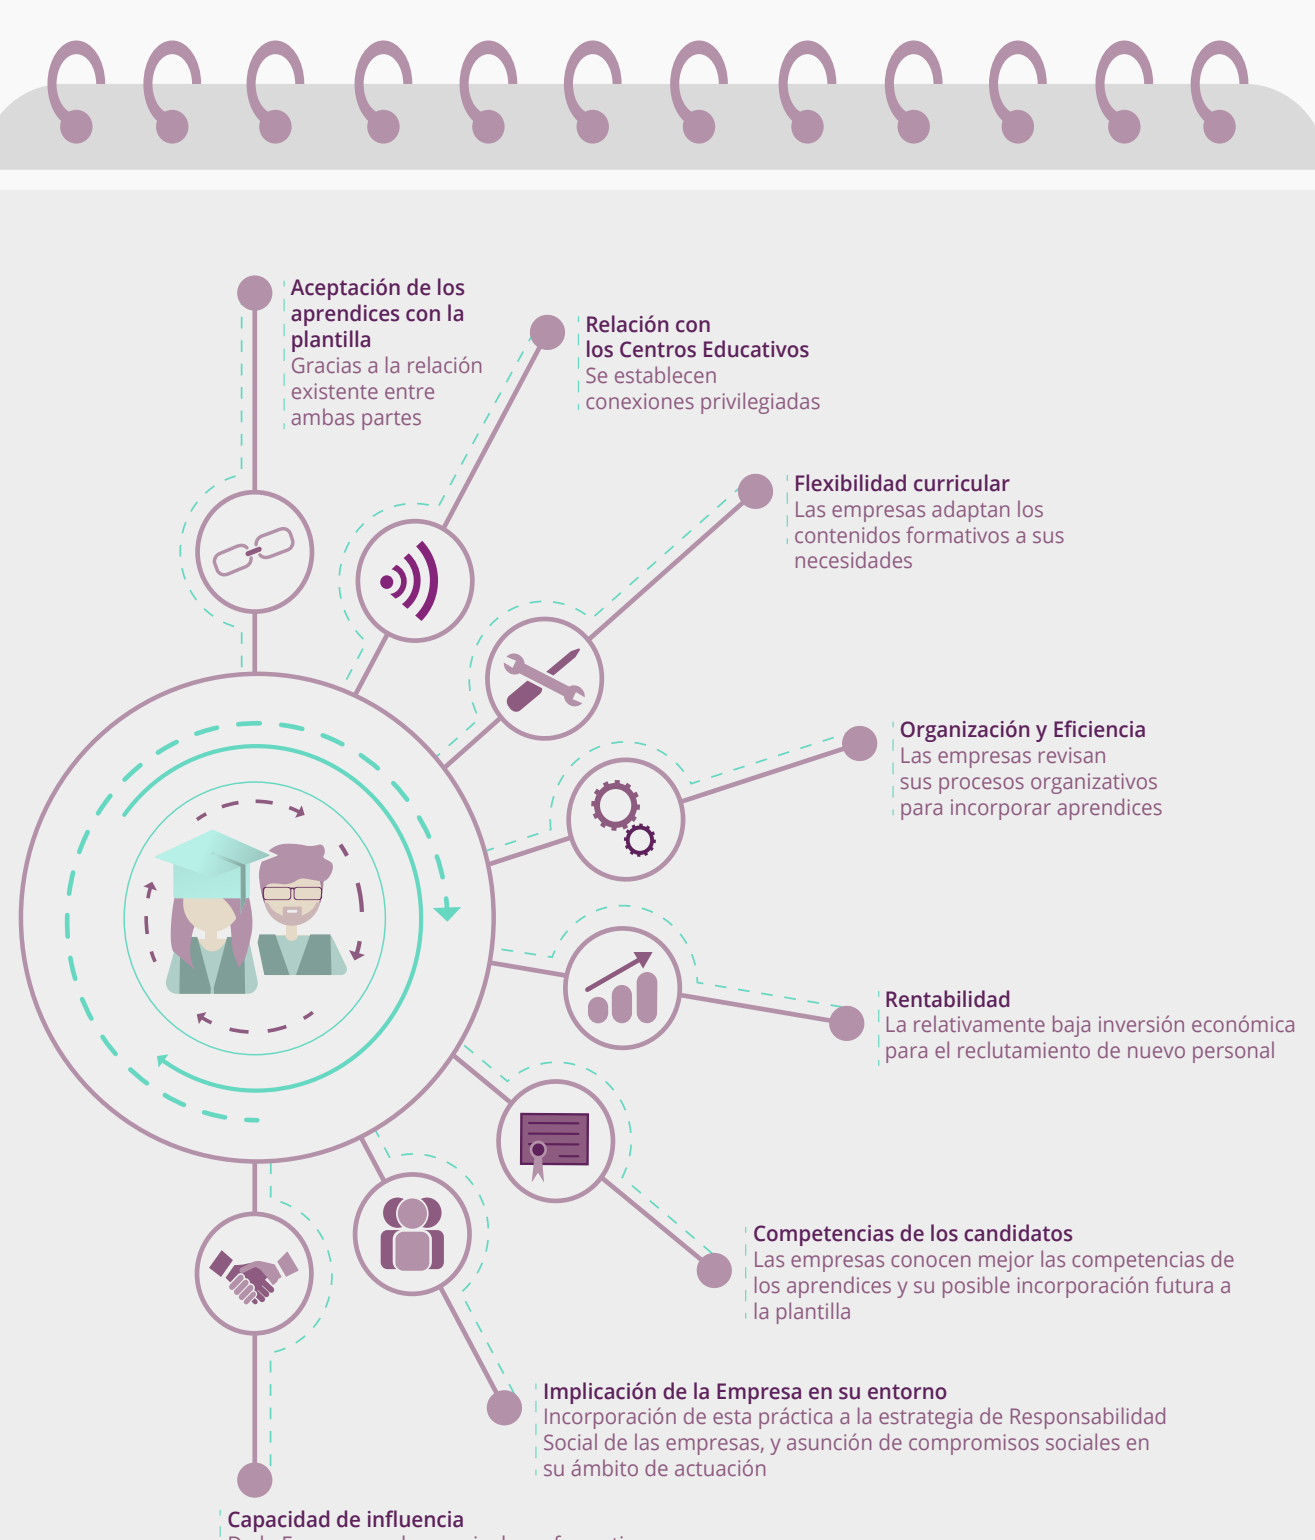 Aceptación de los
aprendices con la
plantilla
Gracias a la relación
existente entre
ambas partes
Relación con
los Centros Educativos
Se establecen
conexiones privilegiadas
Flexibilidad curricular
Las empresas adaptan los
contenidos formativos a sus
necesidades
Organización y Eficiencia
Las empresas revisan
sus procesos organizativos
para incorporar aprendices
Rentabilidad
La relativamente baja inversión económica
para el reclutamiento de nuevo personal
Competencias de los candidatos
Las empresas conocen mejor las competencias de
los aprendices y su posible incorporación futura a
la plantilla
Implicación de la Empresa en su entorno
Incorporación de esta práctica a la estrategia de Responsabilidad
Social de las empresas, y asunción de compromisos sociales en
su ámbito de actuación
Capacidad de influencia